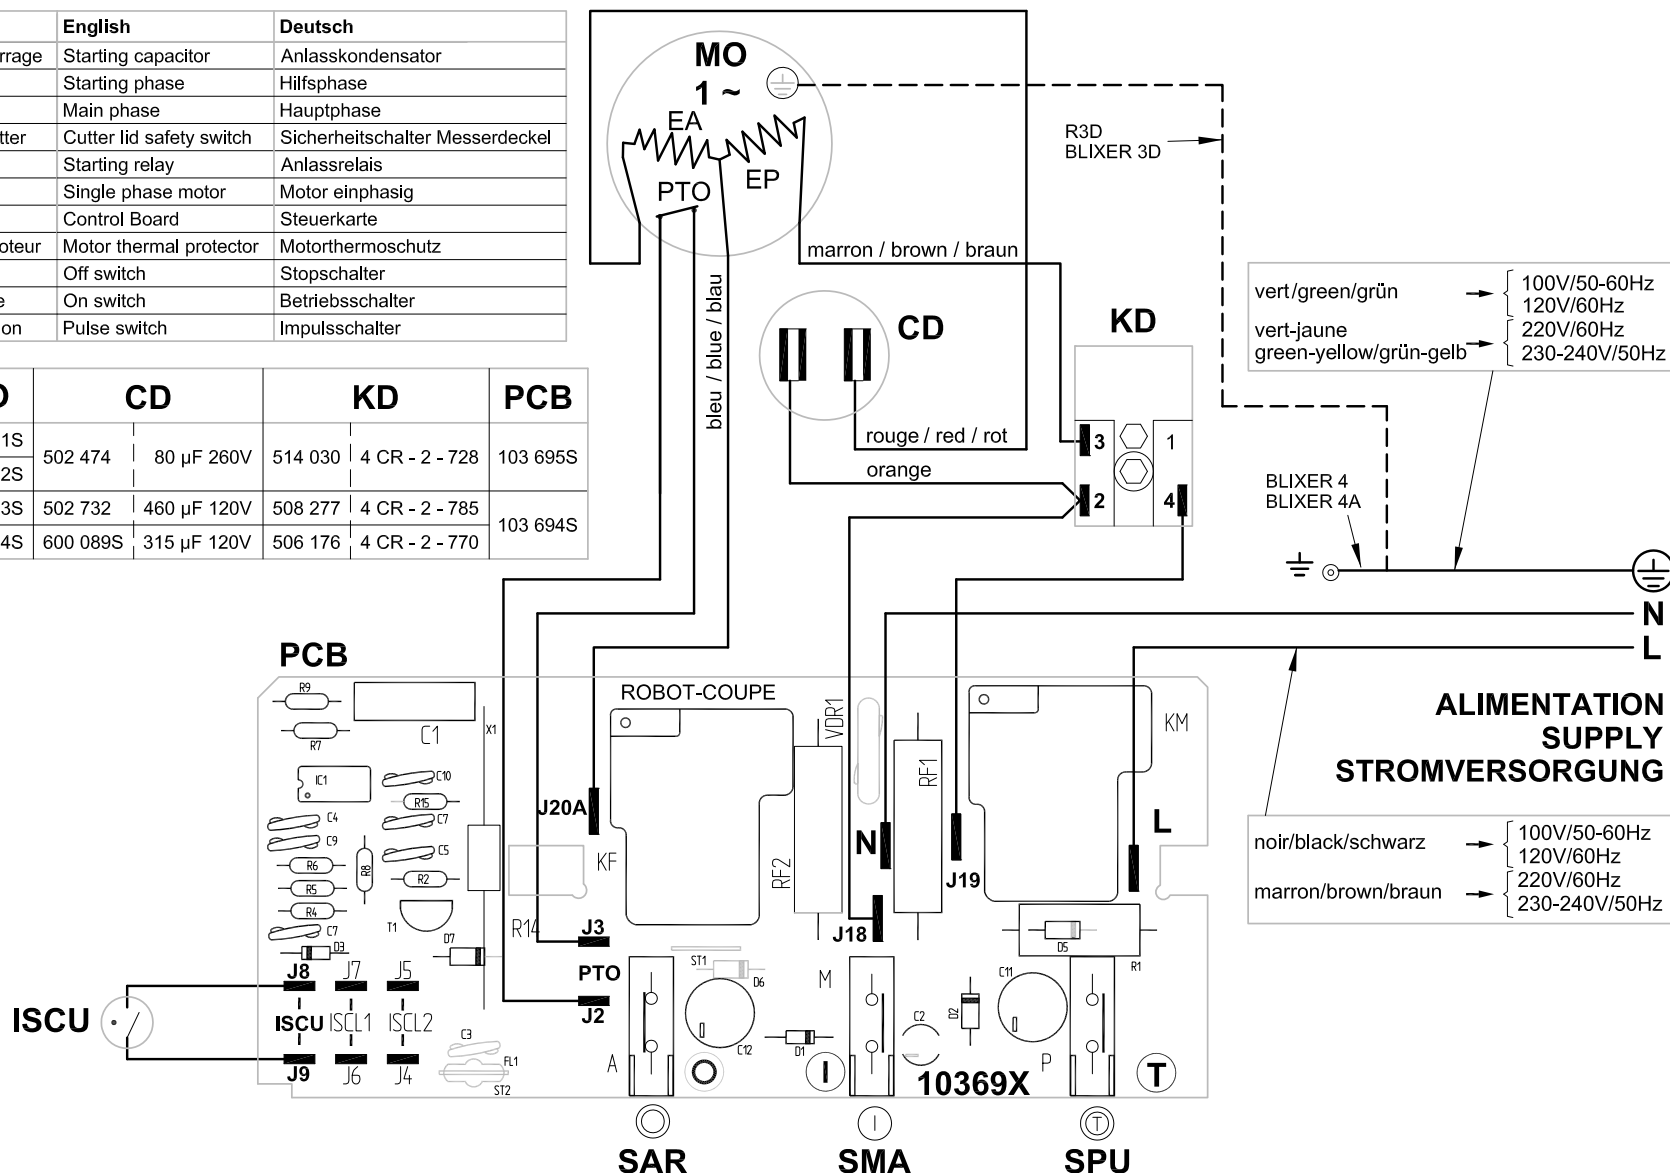 English Deutsch
rrage Starting capacitor Anlasskondensator
Starting phase Hilfsphase
Main phase Hauptphase
tter Cutter lid safety switch Sicherheitschalter Messerdeckel
Starting relay Anlassrelais
Single phase motor Motor einphasig
Control Board Steuerkarte
oteur Motor thermal protector Motorthermoschutz
Off switch Stopschalter
e On switch Betriebsschalter
on Pulse switch Impulsschalter
CD KD PCB
1S 502 474 80 µF 260V 514 030 4 CR - 2 - 728 103 695S
2S
3S 502 732 460 µF 120V 508 277 4 CR - 2 - 785 103 694S
4S 600 089S 315 µF 120V 506 176 4 CR - 2 - 770
MO
1 ~
EA
EP
PTO
marron / brown / braun
bleu / blue / blau
CD
rouge / red / rot
orange
KD
3 1
2 4
R3D
BLIXER 3D
vert/green/grün 100V/50-60Hz
120V/60Hz
vert-jaune 220V/60Hz
green-yellow/grün-gelb 230-240V/50Hz
BLIXER 4
BLIXER 4A
N
L
ALIMENTATION
SUPPLY
STROMVERSORGUNG
noir/black/schwarz 100V/50-60Hz
120V/60Hz
marron/brown/braun 220V/60Hz
230-240V/50Hz
PCB
ROBOT-COUPE
R9
R7
C1
X1
IC1
C10
R15
C4
C7
C9
C5
R6
R8
R2
R5
R4
T1
C7
D3
D7
R14
J20A
KF
J3
PTO
J2
RF2
VDR1
N
J18
RF1
J19
KM
L
D5
R1
J8 J7 J5
ISCU
ISCU ISCL1 ISCL2
J9 J6 J4
C3
FL1
ST2
ST1
D6
C12
A
D1
M
I
C2
D2
C11
10369X
P
T
I
T
SAR SMA SPU